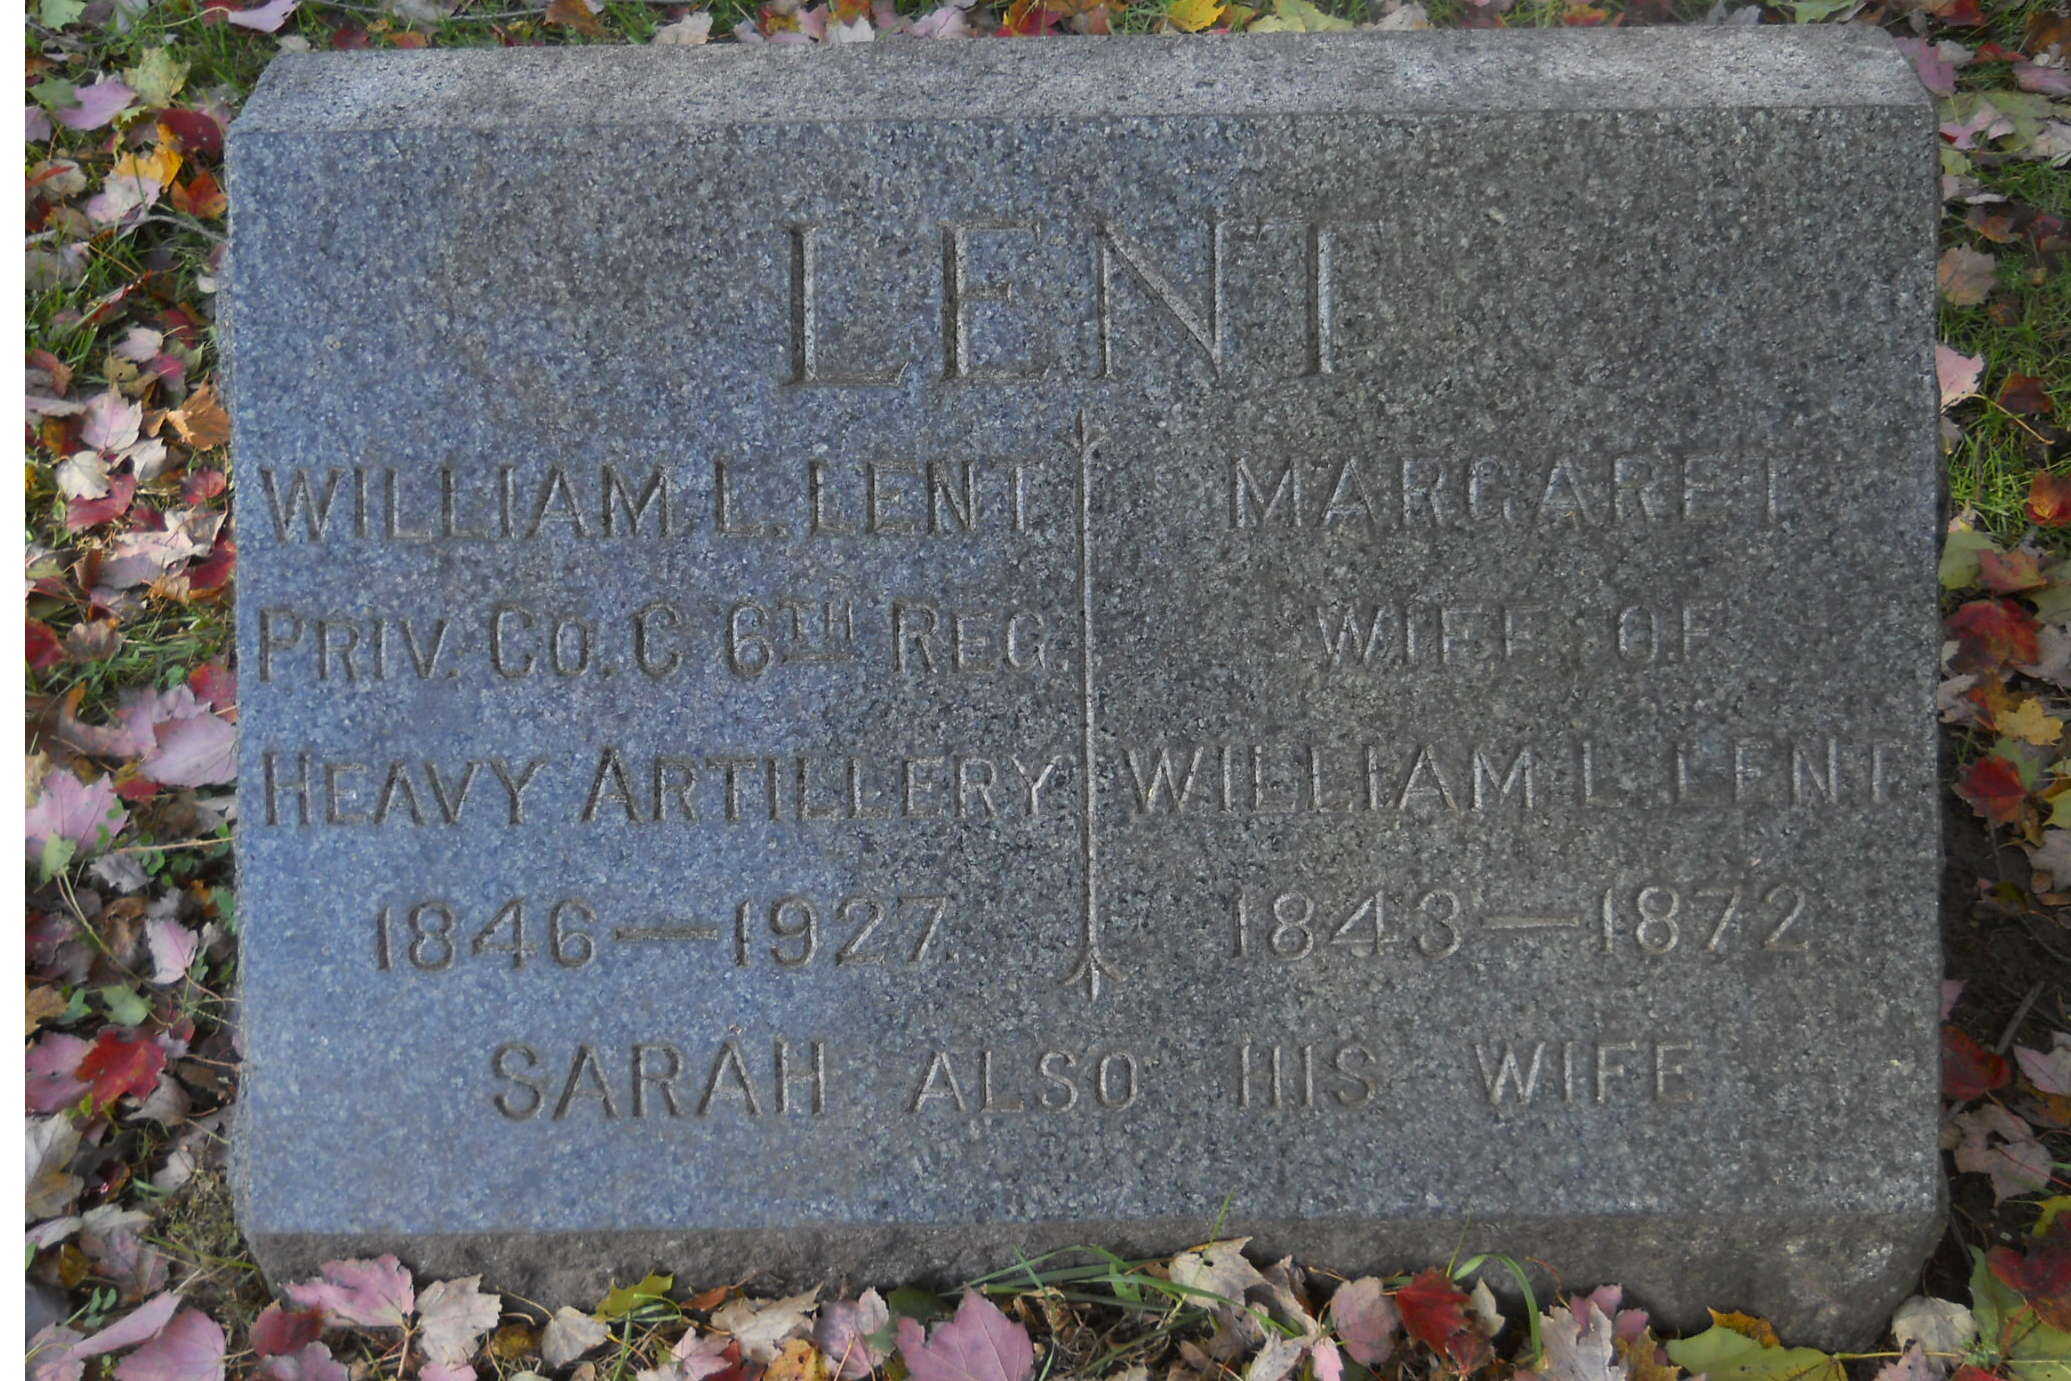 LENT
WILLIAM L. LENT
PRIV. CO. C 6TH REG.
HEAVY ARTILLERY
1846—1927.
MARGARET
WIFE OF
WILLIAM L. LENT
1843—1872.
SARAH ALSO HIS WIFE